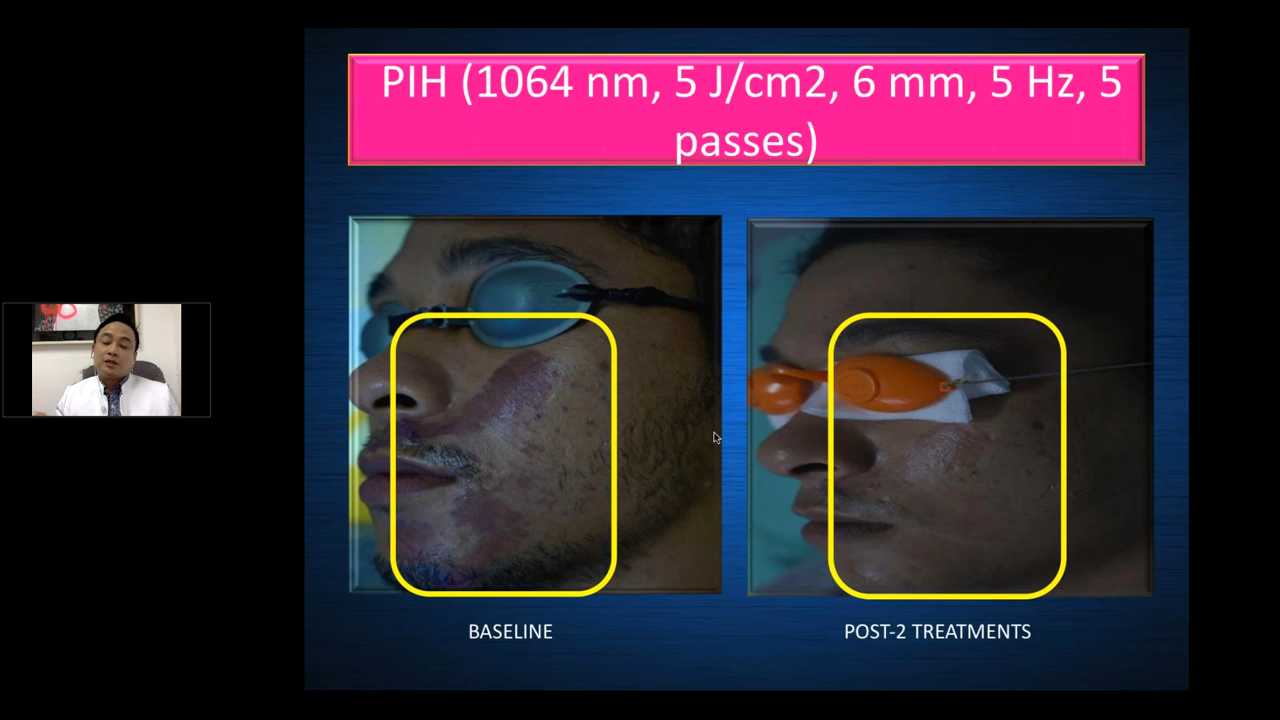 PIH (1064 nm, 5 J/cm2, 6 mm, 5 Hz, 5
passes)
BASELINE
POST-2 TREATMENTS